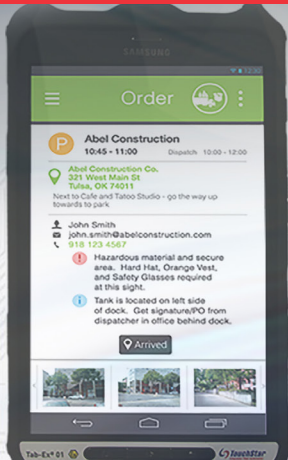 SAMSUNG
12:30
Order
P
Abel Construction
10:45 - 11:00 Dispatch 10:00 - 12:00
Abel Construction Co.
321 West Main St
Tulsa, OK 74011
Next to Cafe and Tatoo Studio - go the way up
towards to park
John Smith
john.smith@abelconstruction.com
918 123 4567
! Hazardous material and secure
area. Hard Hat, Orange Vest,
and Safety Glasses required
at this sight.
i Tank is located on left side
of dock. Get signature/PO from
dispatcher in office behind dock.
Arrived
Tab-Ex® 01
TouchStar